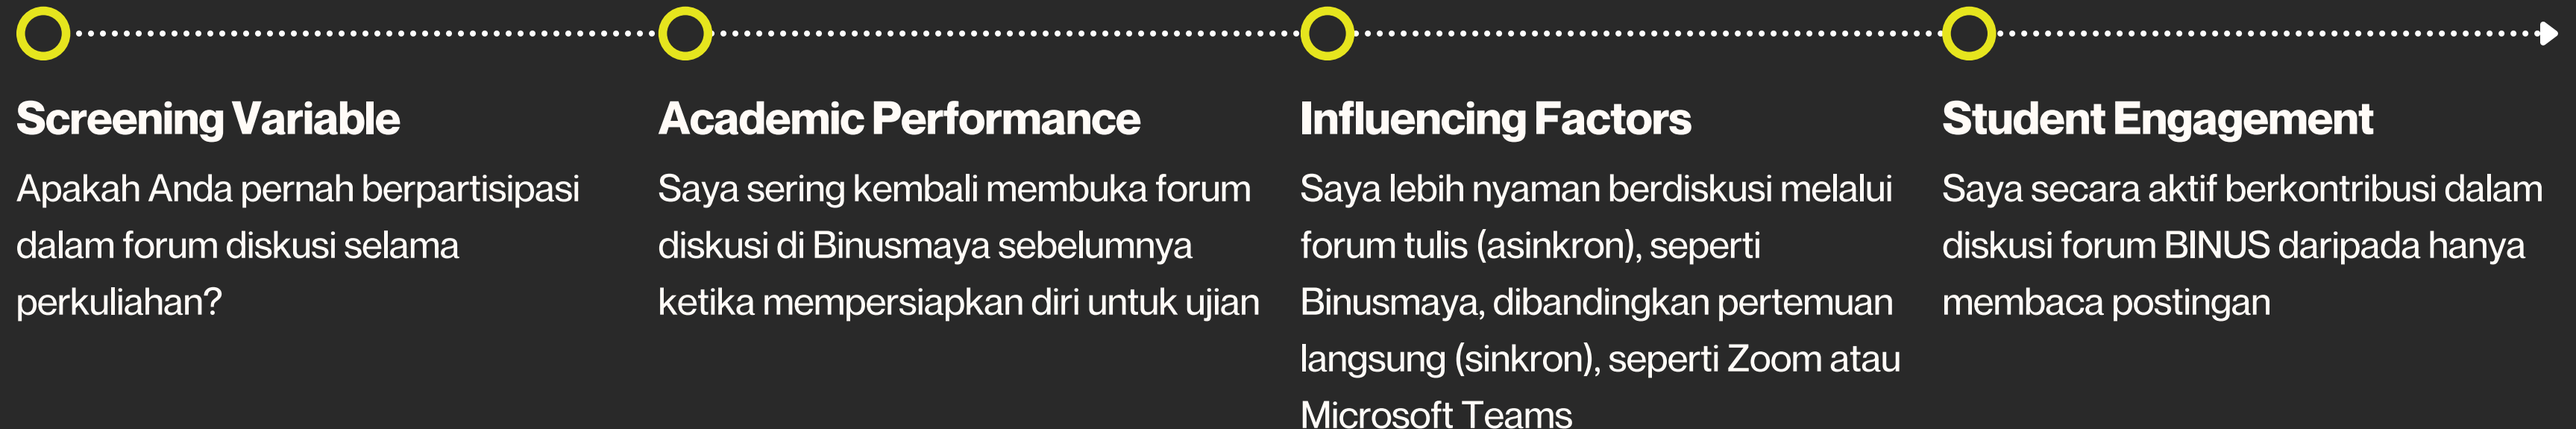 Screening Variable
Apakah Anda pernah berpartisipasi
dalam forum diskusi selama
perkuliahan?
Academic Performance
Saya sering kembali membuka forum
diskusi di Binusmaya sebelumnya
ketika mempersiapkan diri untuk ujian
Influencing Factors
Saya lebih nyaman berdiskusi melalui
forum tulis (asinkron), seperti
Binusmaya, dibandingkan pertemuan
langsung (sinkron), seperti Zoom atau
Microsoft Teams
Student Engagement
Saya secara aktif berkontribusi dalam
diskusi forum BINUS daripada hanya
membaca postingan